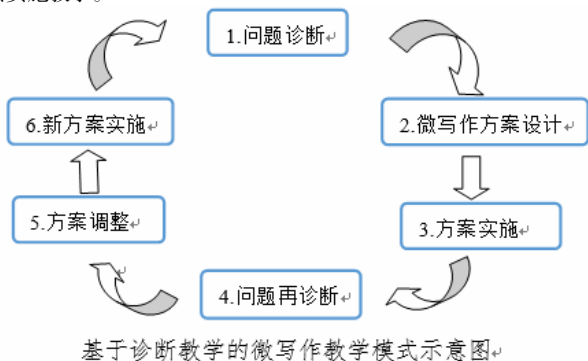 1.问题诊断
2.微写作方案设计
3.方案实施
4.问题再诊断
5.方案调整
6.新方案实施
基于诊断教学的微写作教学模式示意图